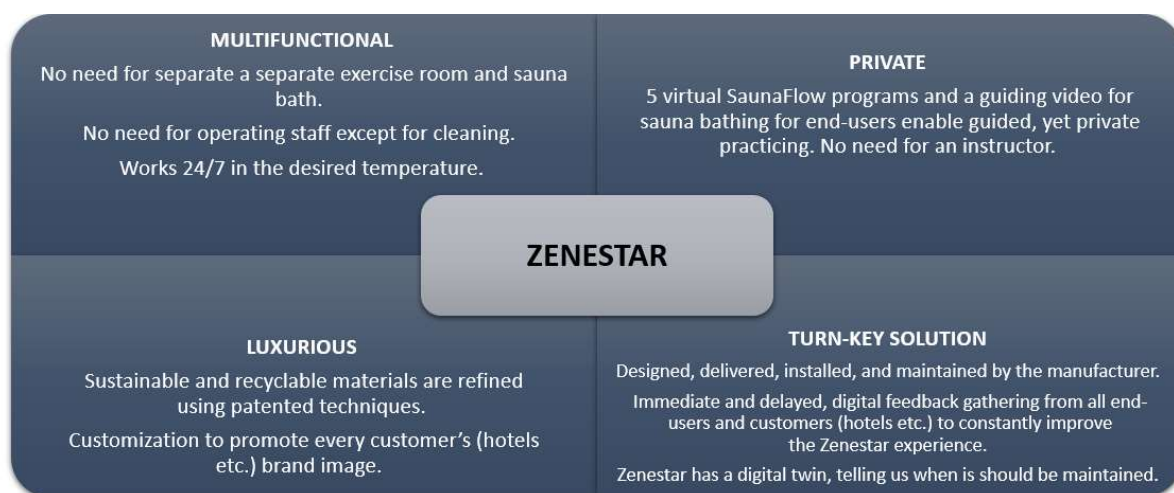 MULTIFUNCTIONAL
No need for separate a separate exercise room and sauna
bath.
No need for operating staff except for cleaning.
Works 24/7 in the desired temperature.
PRIVATE
5 virtual SaunaFlow programs and a guiding video for
sauna bathing for end-users enable guided, yet private
practicing. No need for an instructor.
ZENESTAR
LUXURIOUS
Sustainable and recyclable materials are refined
using patented techniques.
Customization to promote every customer's (hotels
etc.) brand image.
TURN-KEY SOLUTION
Designed, delivered, installed, and maintained by the manufacturer.
Immediate and delayed, digital feedback gathering from all end-
users and customers (hotels etc.) to constantly improve
the Zenestar experience.
Zenestar has a digital twin, telling us when is should be maintained.